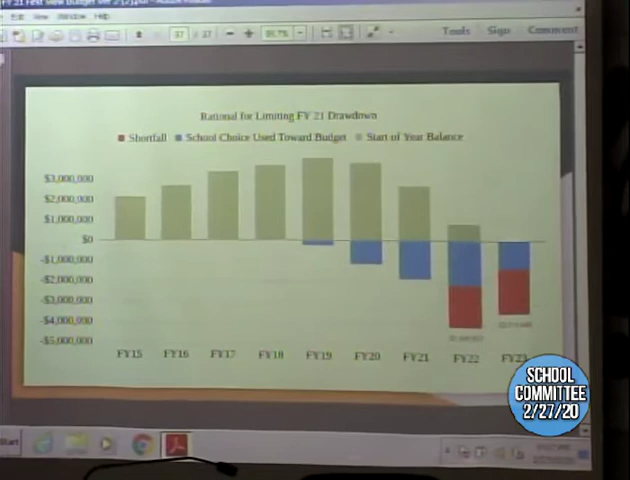 Tools Sign Comment
Rational for Limiting FY 21 Drawdown
Shortfall School Choice Used Toward Budget Start of Year Balance
$3,000,000
$2,000,000
$1,000,000
$0
-$1,000,000
-$2,000,000
-$3,000,000
-$4,000,000
-$5,000,000
FY15 FY16 FY17 FY18 FY19 FY20 FY21 FY22 FY23
SCHOOL
COMMITTEE
2/27/20